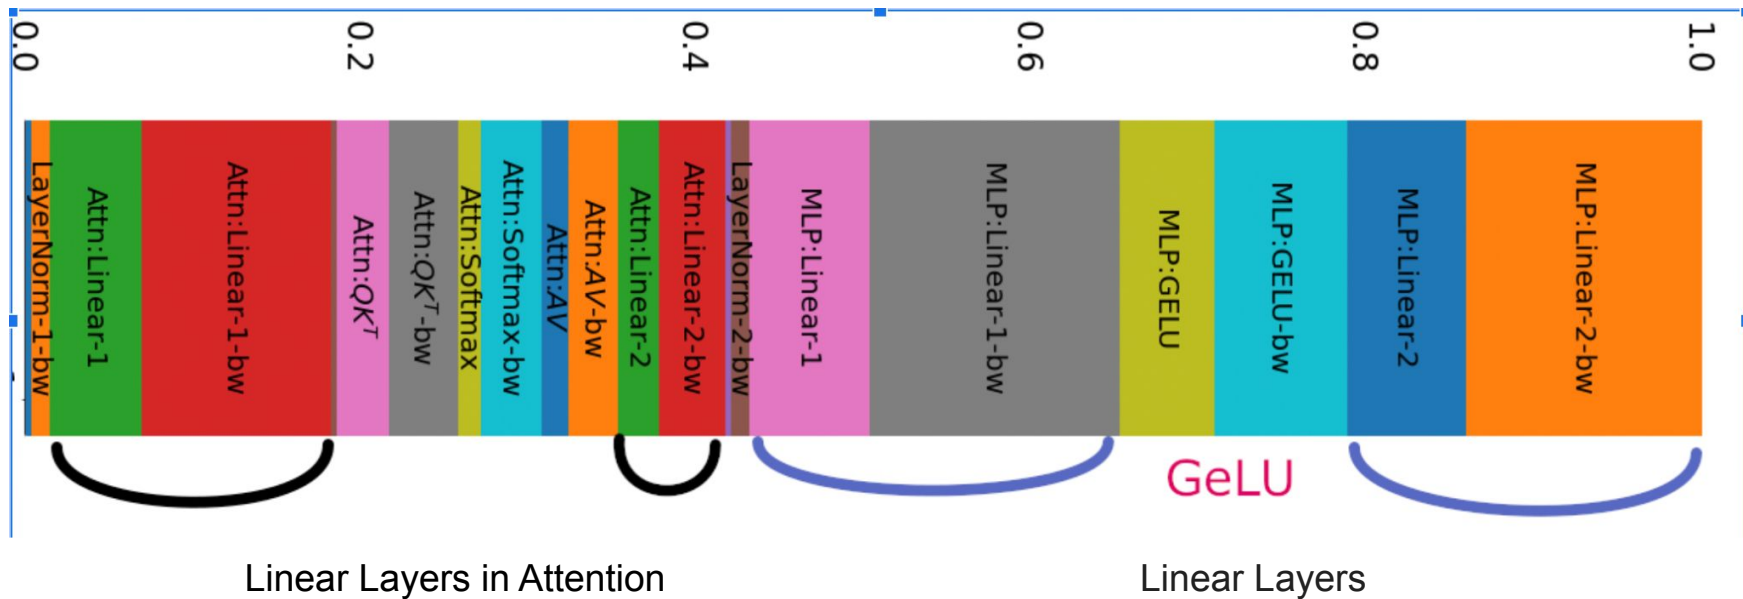 0.0
0.2
0.4
0.6
0.8
1.0
LayerNorm-1-bw
Attn:Linear-1
Attn:Linear-1-bw
Attn:QK^T
Attn:QK^T-bw
Attn:Softmax
Attn:Softmax-bw
Attn:AV
Attn:AV-bw
Attn:Linear-2
Attn:Linear-2-bw
LayerNorm-2-bw
MLP:Linear-1
MLP:Linear-1-bw
MLP:GELU
MLP:GELU-bw
MLP:Linear-2
MLP:Linear-2-bw
GeLU
Linear Layers in Attention
Linear Layers